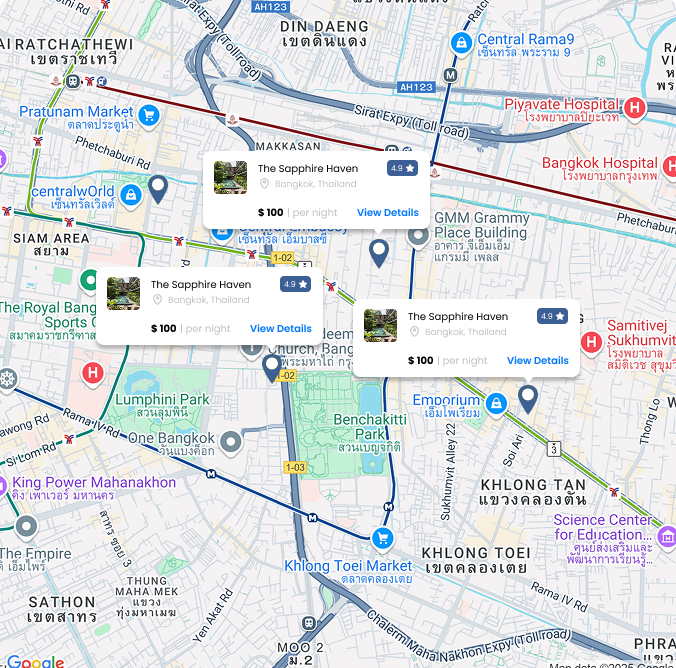 othi Rd
AH123
DIN DAENG
เขตดินแดง
Sirat Expy (Tollroad)
Central Rama9
เซ็นทรัล พระราม 9
RATCHATHEWI
เขตราชเทวี
M
AH123
Sirat Expy (Toll road)
Pratunam Market
ตลาดประตูน้ำ
Piyavate Hospital
โรงพยาบาลปิยะเวท
H
Phetchaburi Rd
MAKKASAN
Bangkok Hospital
โรงพยาบาลกรุงเทพ
H
The Sapphire Haven
4.9
Bangkok, Thailand
$ 100 | per night
View Details
centralwOrld
เซ็นทรัลเวิลด์
Phetchaburi Rd
SIAM AREA
สยาม
Central Embassy
เซ็นทรัล เอ็มบาสซี
GMM Grammy
Place Building
อาคาร จีเอ็มเอ็ม
แกรมมี่ เพลส
1-02
The Royal Bang
Sports C
สมาคมราชกรีฑาส
The Sapphire Haven
4.9
Bangkok, Thailand
$ 100 | per night
View Details
The Sapphire Haven
4.9
Bangkok, Thailand
$ 100 | per night
View Details
S
H
Samitivej
Sukhumvit
โรงพยาบาล
สมิติเวช สุขุมวิ
deem
Church, Bang
พระมหาไถ่ กรุง
1-02
H
Lumphini Park
สวนลุมพินี
Emporium
เอ็มโพเรียม
Benchakitti
Park
สวนเบญจกิติ
Rama IV Rd
awong Rd
Si Lom Rd
One Bangkok
วันแบงค็อก
Sukhumvit Alley 22
Soi Ari
3
Thong Lo
1-03
King Power Mahanakhon
คิง เพาเวอร์ มหานคร
KHLONG TAN
แขวงคลองตัน
M
M
M
สาทร ซอย 3
Science Center
for Education...
ศูนย์ส่งเสริมและ
พัฒนาการเรียนรู้...
The Empire
เอ็มไพร์
Khlong Toei Market
ตลาดคลองเตย
KHLONG TOEI
เขตคลองเตย
THUNG
MAHA MEK
แขวง
ทุ่งมหาเมฆ
SATHON
เขตสาทร
Yen Akat Rd
Rama IV Rd
Chalerm Maha Nakhon Expy (Toll road)
MOO 2
ม.2
PHRA
แขวง
Google
Map data ©2025 Google